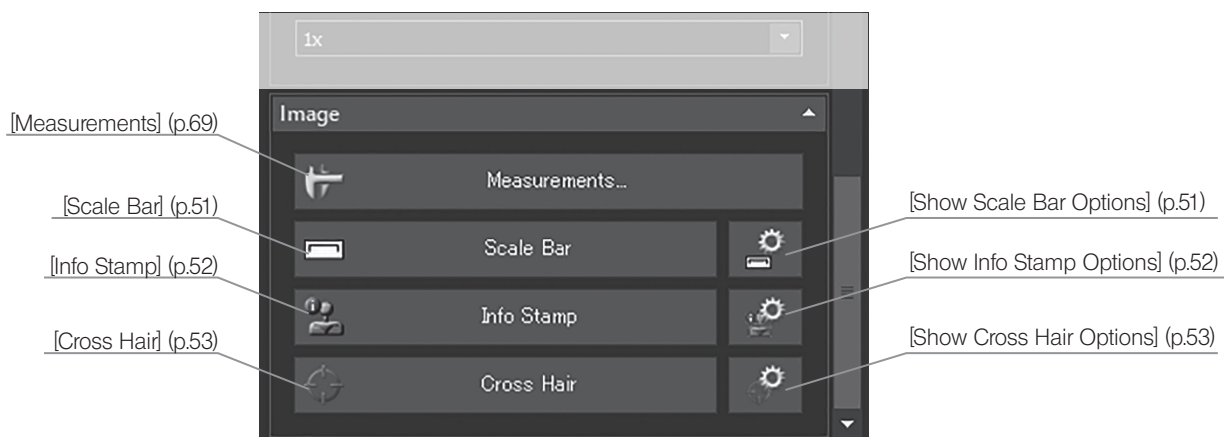 1x
Image
[Measurements] (p.69)
Measurements...
[Scale Bar] (p.51)
Scale Bar
[Show Scale Bar Options] (p.51)
[Info Stamp] (p.52)
Info Stamp
[Show Info Stamp Options] (p.52)
[Cross Hair] (p.53)
Cross Hair
[Show Cross Hair Options] (p.53)